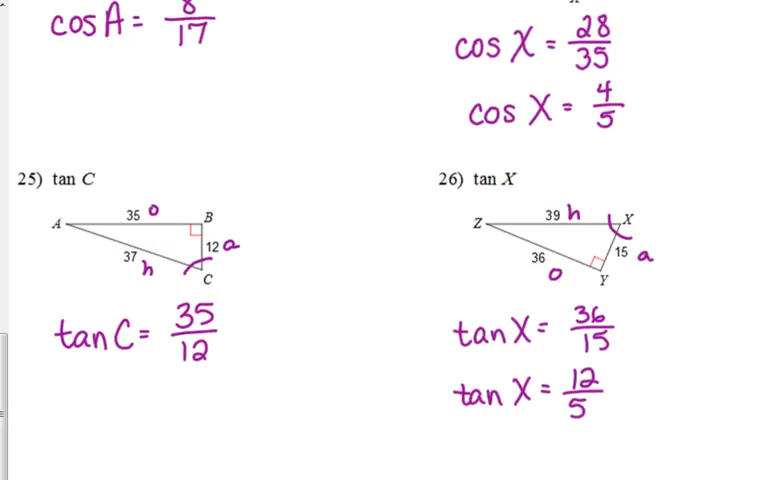 cos A = 8/17
cos X = 28/35
cos X = 4/5
25) tan C
35 o
A
B
12 a
37
h
C
tan C = 35/12
26) tan X
39 h
Z
X
15 a
36
o
Y
tan X = 36/15
tan X = 12/5